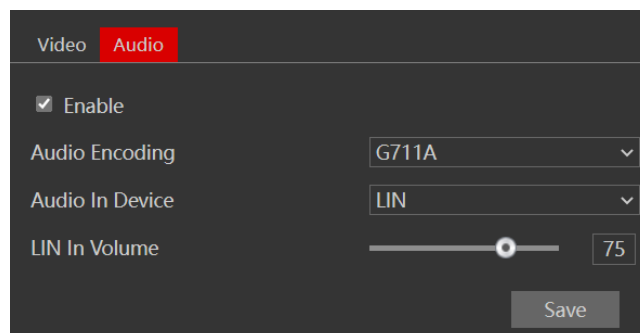 Video Audio
Enable
Audio Encoding G711A
Audio In Device LIN
LIN In Volume 75
Save